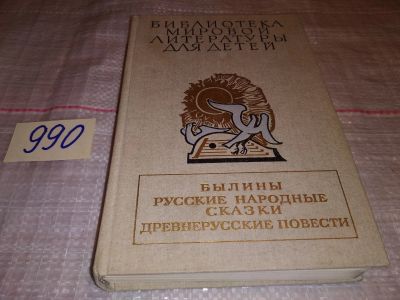 БИБЛИОТЕКА
МИРОВОЙ
ЛИТЕРАТУРЫ
ДЛЯ ДЕТЕЙ
990
БЫЛИНЫ
РУССКИЕ НАРОДНЫЕ
СКАЗКИ
ДРЕВНЕРУССКИЕ ПОВЕСТИ